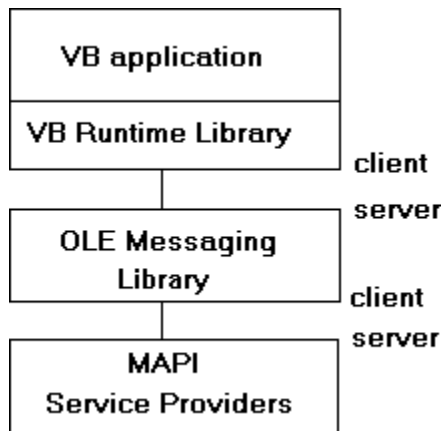 VB application
VB Runtime Library
client
server
OLE Messaging
Library
client
server
MAPI
Service Providers